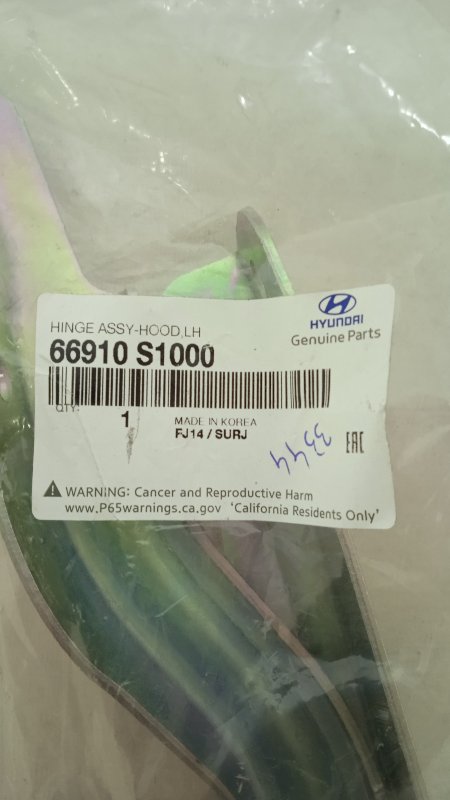 HINGE ASSY-HOOD,LH
66910 S1000
HYUNDAI
Genuine Parts
QTY:
1
MADE IN KOREA
FJ14 / SURJ
3344
EAC
WARNING: Cancer and Reproductive Harm
www.P65warnings.ca.gov 'California Residents Only'